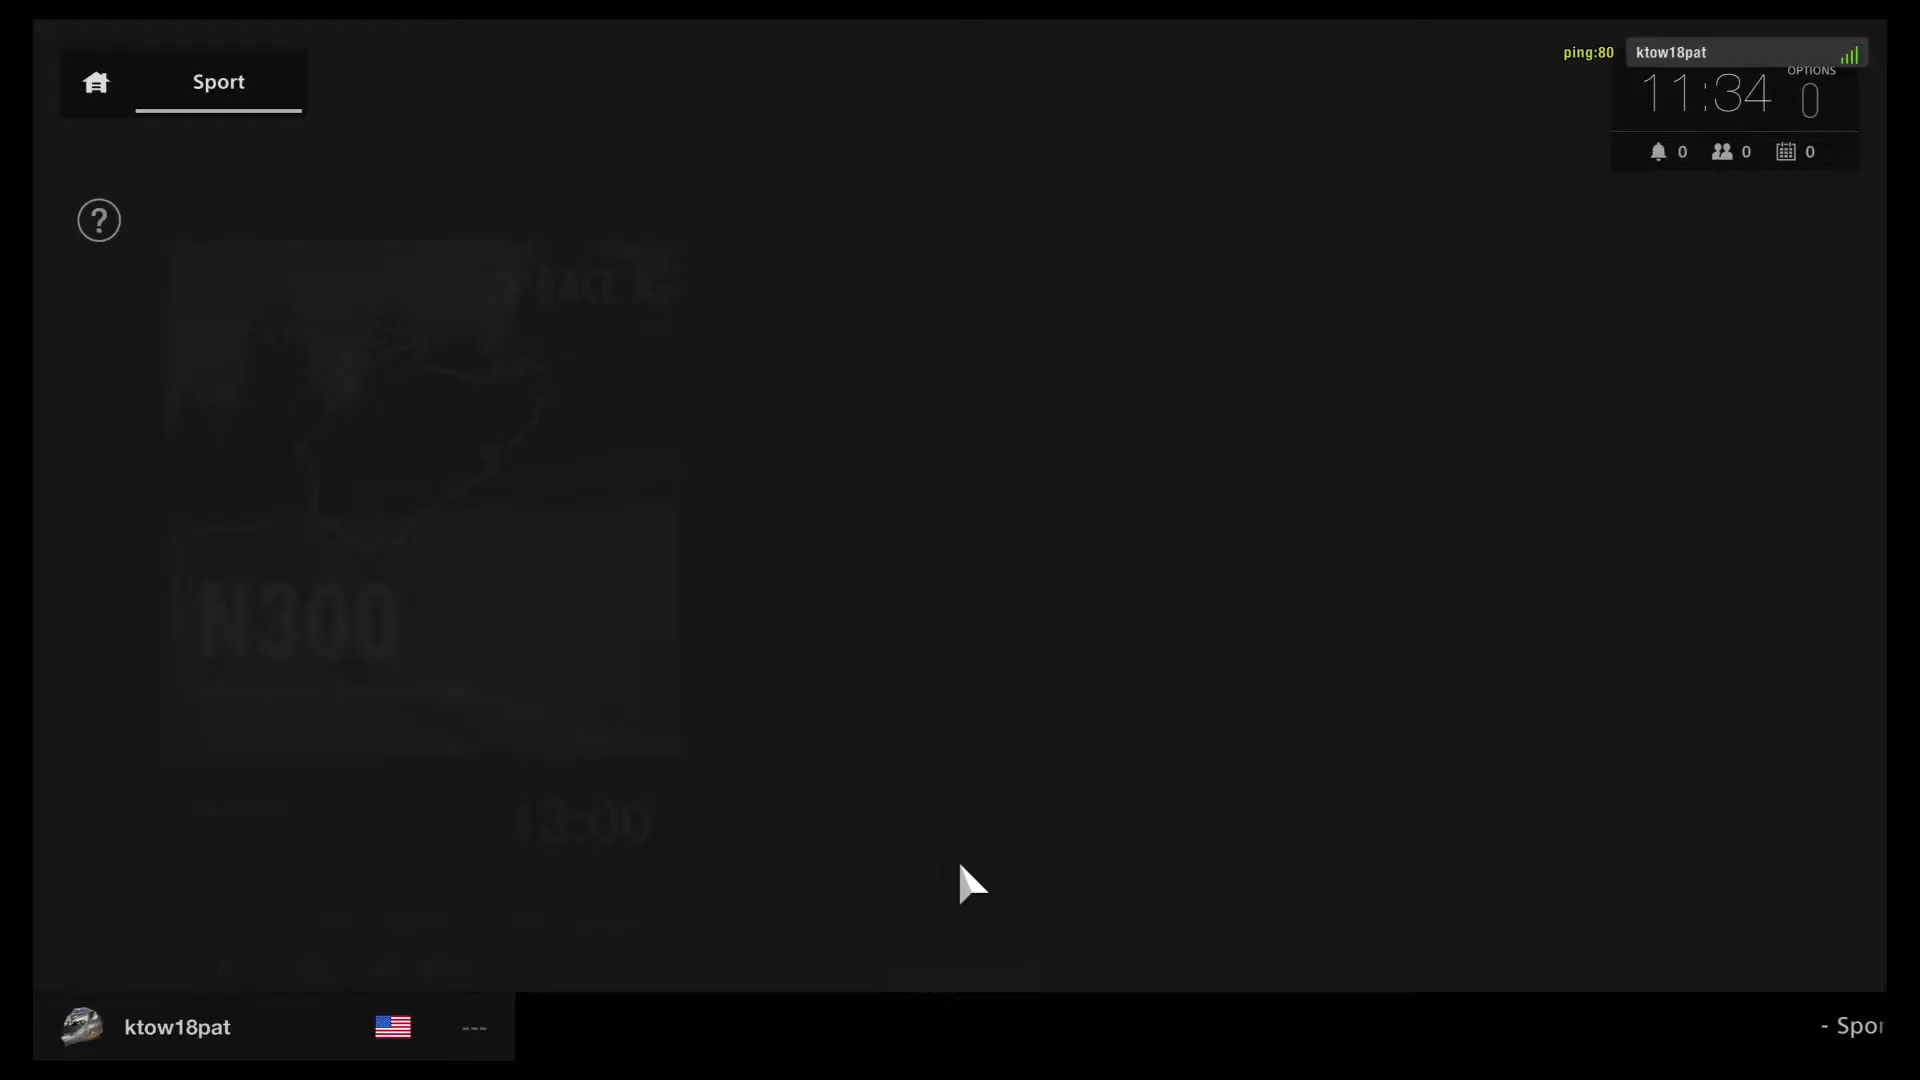 Sport
ping:80
ktow18pat
OPTIONS
11:34
0
0
0
0
?
N300
13:00
ktow18pat
---
- Spor